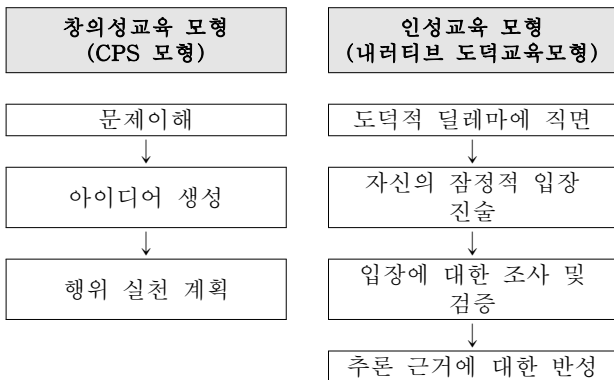 창의성교육 모형
(CPS 모형)
문제이해
↓
아이디어 생성
↓
행위 실천 계획
인성교육 모형
(내러티브 도덕교육모형)
도덕적 딜레마에 직면
↓
자신의 잠정적 입장
진술
↓
입장에 대한 조사 및
검증
↓
추론 근거에 대한 반성